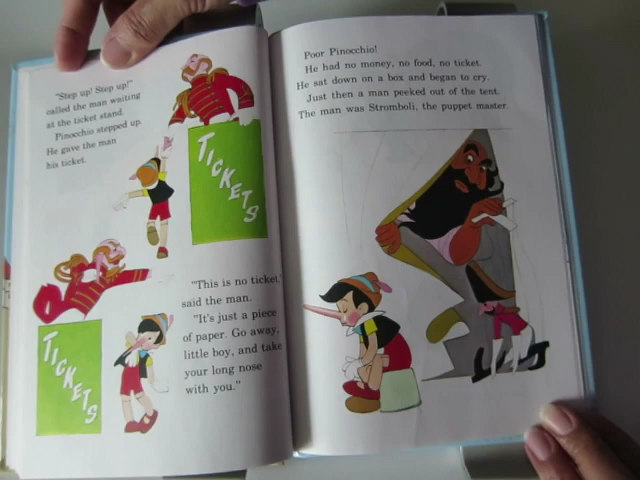 "Step up! Step up!"
called the man waiting
at the ticket stand.
Pinocchio stepped up.
He gave the man
his ticket.
TICKETS
TICKETS
"This is no ticket,"
said the man.
"It's just a piece
of paper. Go away,
little boy, and take
your long nose
with you."
Poor Pinocchio!
He had no money, no food, no ticket.
He sat down on a box and began to cry.
Just then a man peeked out of the tent.
The man was Stromboli, the puppet master.